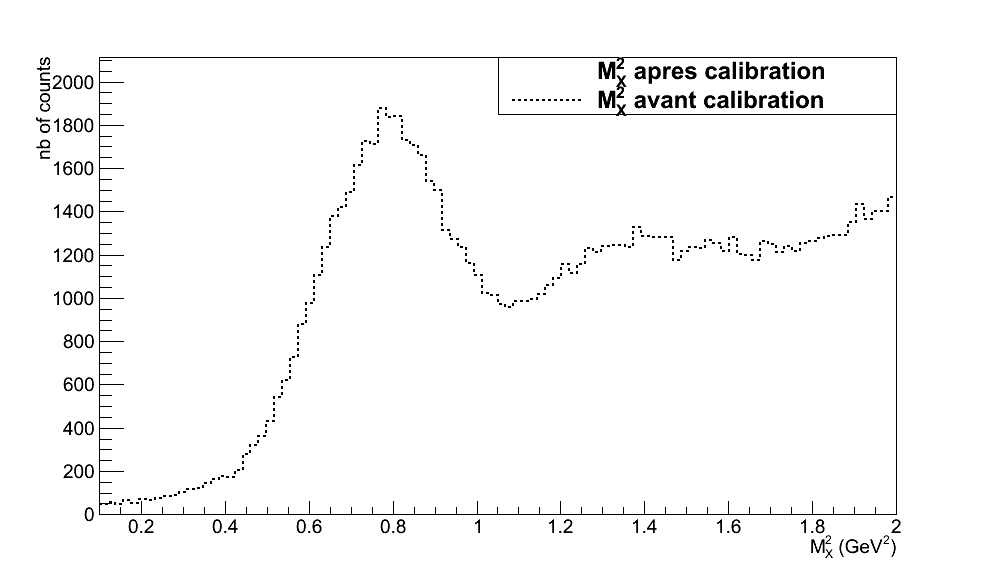 M_X^2 apres calibration
M_X^2 avant calibration
nb of counts
2000
1800
1600
1400
1200
1000
800
600
400
200
0
0.2 0.4 0.6 0.8 1 1.2 1.4 1.6 1.8 2
M_X^2 (GeV^2)